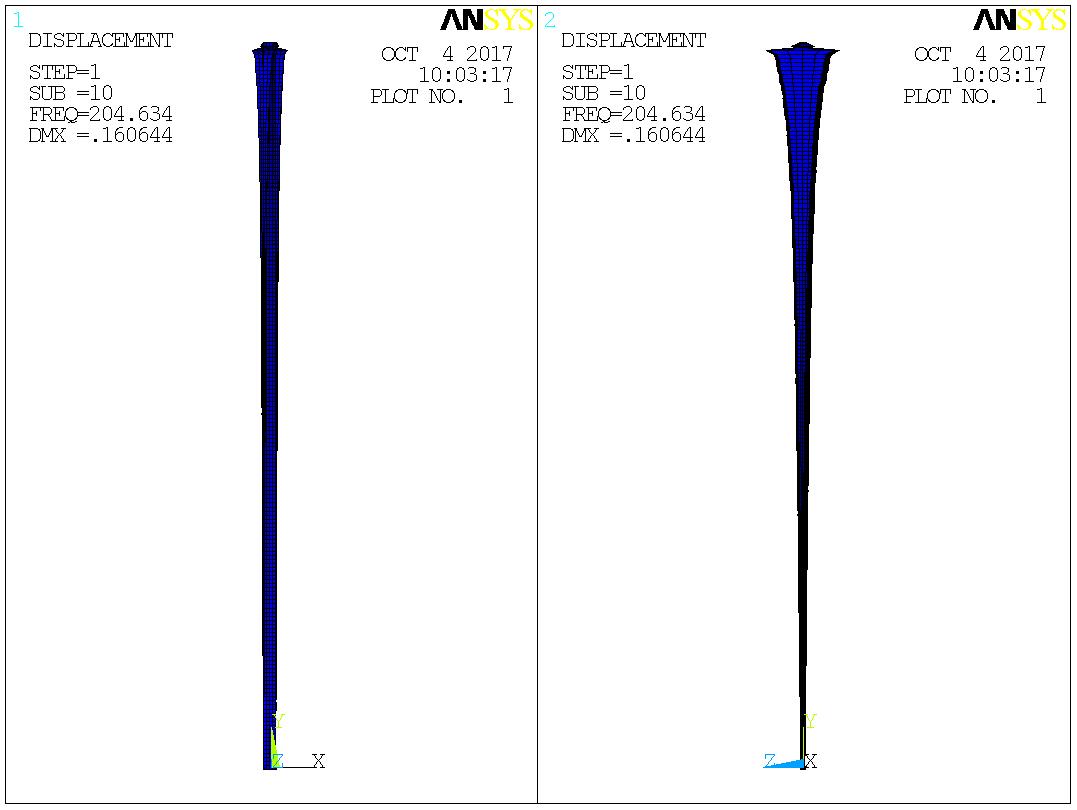 1
ANSYS
DISPLACEMENT
STEP=1
SUB =10
FREQ=204.634
DMX =.160644
OCT  4 2017
10:03:17
PLOT NO.   1
Y
Z
X
2
ANSYS
DISPLACEMENT
STEP=1
SUB =10
FREQ=204.634
DMX =.160644
OCT  4 2017
10:03:17
PLOT NO.   1
Y
Z
X